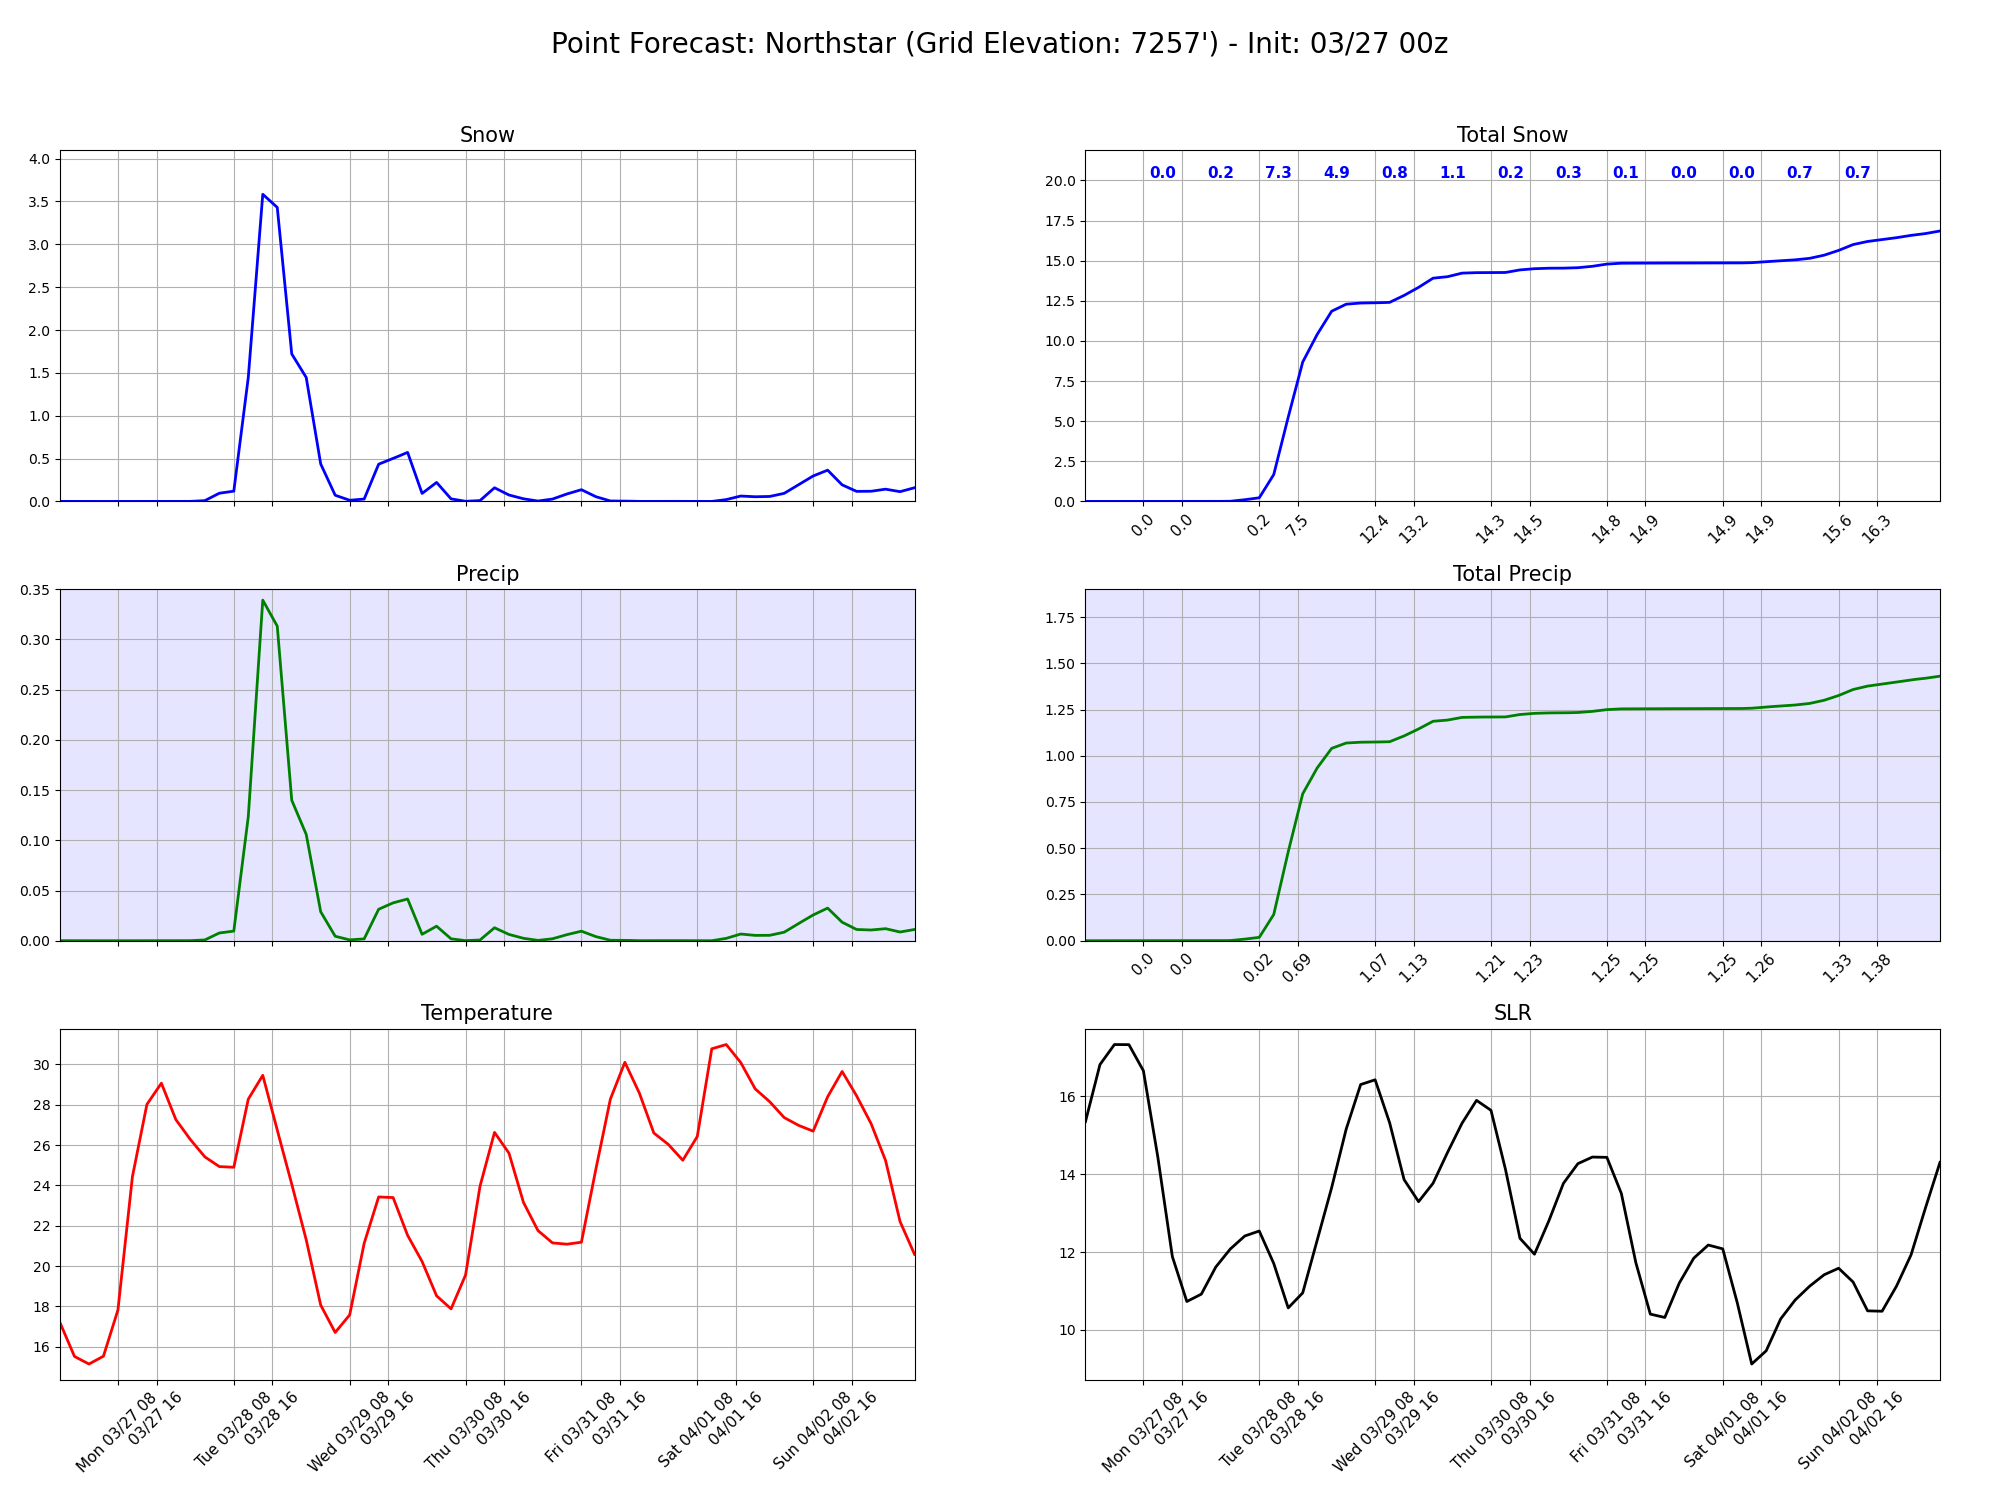 Point Forecast: Northstar (Grid Elevation: 7257') - Init: 03/27 00z
Snow
4.0
3.5
3.0
2.5
2.0
1.5
1.0
0.5
0.0
Total Snow
0.0 0.2 7.3 4.9 0.8 1.1 0.2 0.3 0.1 0.0 0.0 0.7 0.7
20.0
17.5
15.0
12.5
10.0
7.5
5.0
2.5
0.0
0.0 0.0 0.2 7.5 12.4 13.2 14.3 14.5 14.8 14.9 14.9 14.9 15.6 16.3
Precip
0.35
0.30
0.25
0.20
0.15
0.10
0.05
0.00
Total Precip
1.75
1.50
1.25
1.00
0.75
0.50
0.25
0.00
0.0 0.0 0.02 0.69 1.07 1.13 1.21 1.23 1.25 1.25 1.25 1.26 1.33 1.38
Temperature
30
28
26
24
22
20
18
16
Mon 03/27 08
03/27 16
Tue 03/28 08
03/28 16
Wed 03/29 08
03/29 16
Thu 03/30 08
03/30 16
Fri 03/31 08
03/31 16
Sat 04/01 08
04/01 16
Sun 04/02 08
04/02 16
SLR
16
14
12
10
Mon 03/27 08
03/27 16
Tue 03/28 08
03/28 16
Wed 03/29 08
03/29 16
Thu 03/30 08
03/30 16
Fri 03/31 08
03/31 16
Sat 04/01 08
04/01 16
Sun 04/02 08
04/02 16